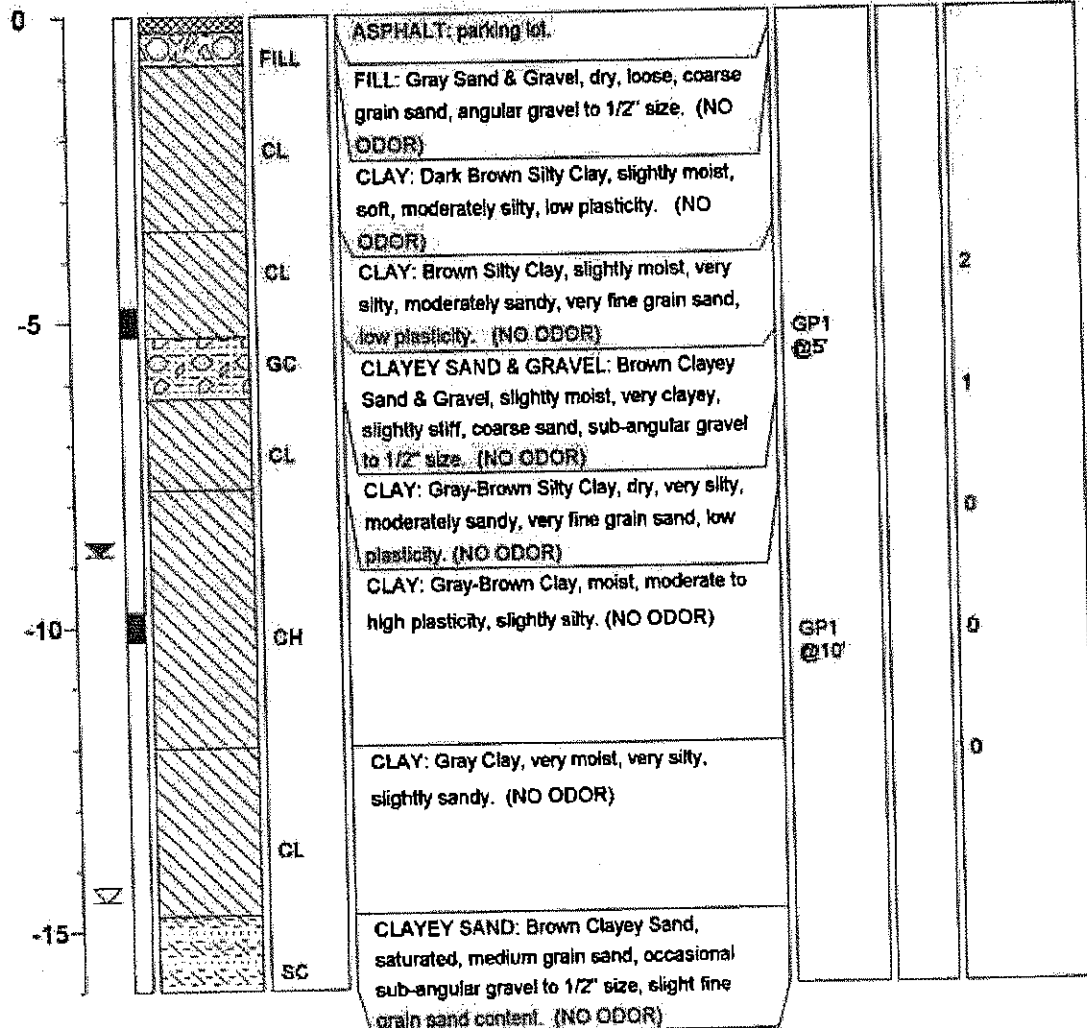 0
ASPHALT: parking lot.
FILL
FILL: Gray Sand & Gravel, dry, loose, coarse
grain sand, angular gravel to 1/2" size. (NO
ODOR)
CL
CLAY: Dark Brown Silty Clay, slightly moist,
soft, moderately silty, low plasticity. (NO
ODOR)
CL
CLAY: Brown Silty Clay, slightly moist, very
silty, moderately sandy, very fine grain sand,
low plasticity. (NO ODOR)
2
-5
GP1
@5'
GC
CLAYEY SAND & GRAVEL: Brown Clayey
Sand & Gravel, slightly moist, very clayey,
slightly stiff, coarse sand, sub-angular gravel
to 1/2" size. (NO ODOR)
1
CL
CLAY: Gray-Brown Silty Clay, dry, very silty,
moderately sandy, very fine grain sand, low
plasticity. (NO ODOR)
0
CLAY: Gray-Brown Clay, moist, moderate to
high plasticity, slightly silty. (NO ODOR)
-10
CH
GP1
@10'
0
0
CLAY: Gray Clay, very moist, very silty,
slightly sandy. (NO ODOR)
CL
-15
CLAYEY SAND: Brown Clayey Sand,
saturated, medium grain sand, occasional
sub-angular gravel to 1/2" size, slight fine
grain sand content. (NO ODOR)
SC